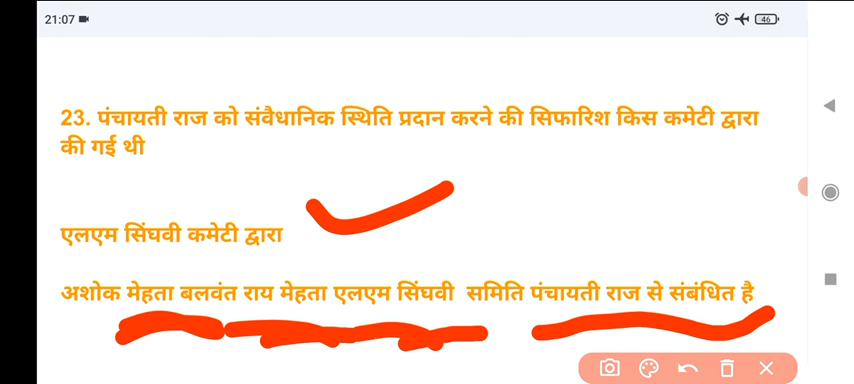 21:07
46
23. पंचायती राज को संवैधानिक स्थिति प्रदान करने की सिफारिश किस कमेटी द्वारा
की गई थी
एलएम सिंघवी कमेटी द्वारा
अशोक मेहता बलवंत राय मेहता एलएम सिंघवी समिति पंचायती राज से संबंधित है